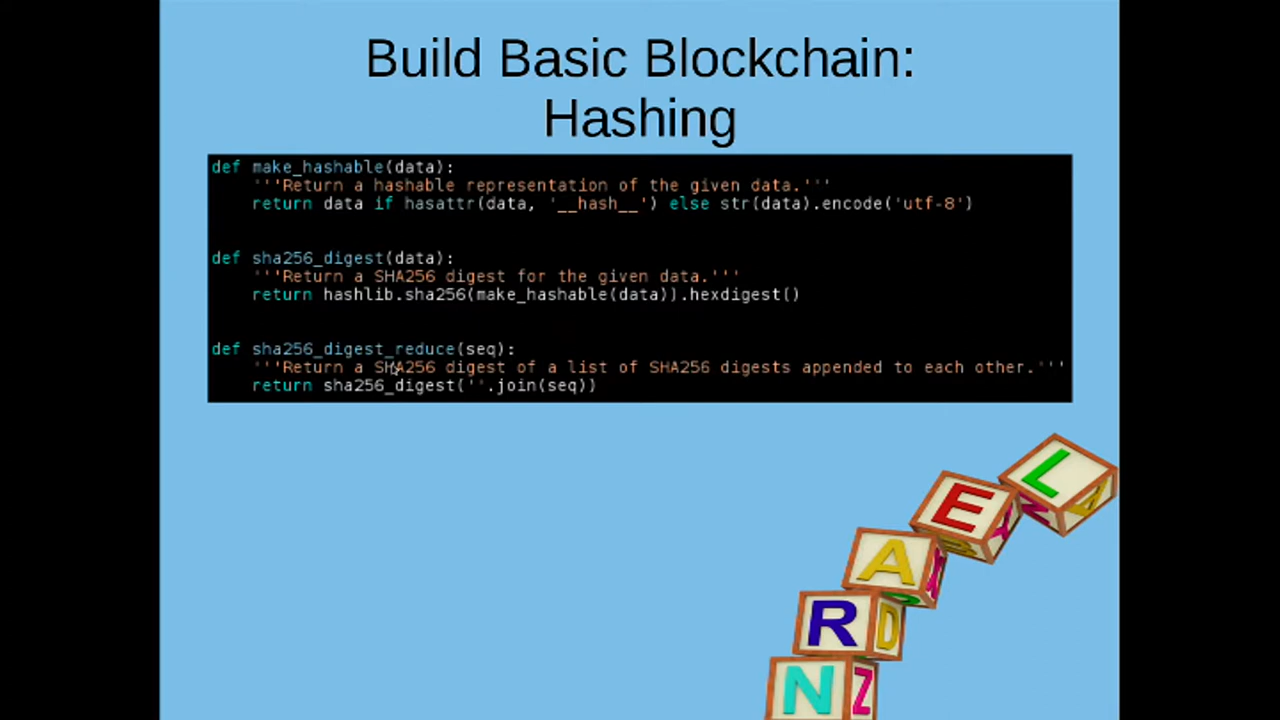 Build Basic Blockchain:
Hashing
def make_hashable(data):
    '''Return a hashable representation of the given data.'''
    return data if hasattr(data, '__hash__') else str(data).encode('utf-8')
def sha256_digest(data):
    '''Return a SHA256 digest for the given data.'''
    return hashlib.sha256(make_hashable(data)).hexdigest()
def sha256_digest_reduce(seq):
    '''Return a SHA256 digest of a list of SHA256 digests appended to each other.'''
    return sha256_digest(''.join(seq))
L
E
A
R D
N Z